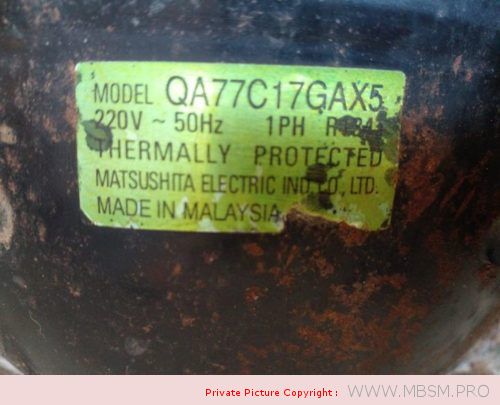 MODEL QA77C17GAX5
220V ~ 50Hz 1PH
THERMALLY PROTECTED
MATSUSHITA ELECTRIC IND.CO., LTD.
MADE IN MALAYSIA
Private Picture Copyright : WWW.MBSM.PRO